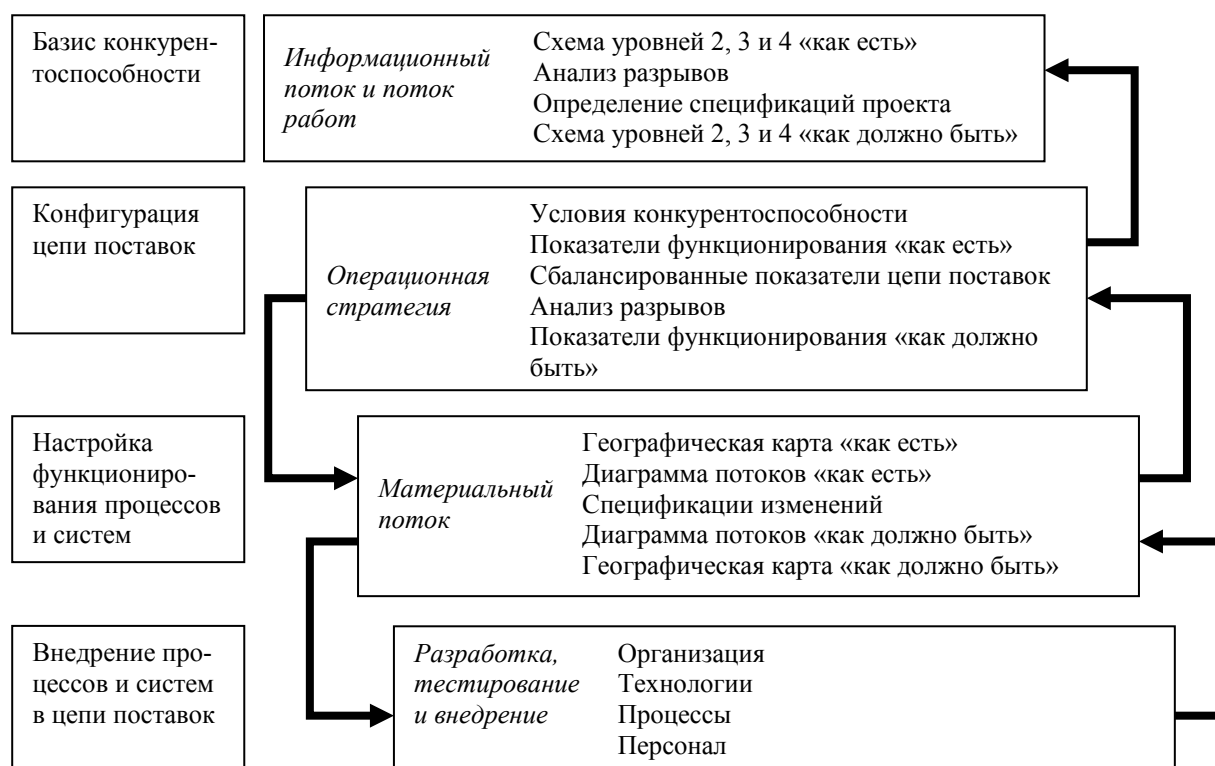 Базис конкурен-
тоспособности
Информационный
поток и поток
работ
Схема уровней 2, 3 и 4 «как есть»
Анализ разрывов
Определение спецификаций проекта
Схема уровней 2, 3 и 4 «как должно быть»
Конфигурация
цепи поставок
Операционная
стратегия
Условия конкурентоспособности
Показатели функционирования «как есть»
Сбалансированные показатели цепи поставок
Анализ разрывов
Показатели функционирования «как должно
быть»
Настройка
функциониро-
вания процессов
и систем
Материальный
поток
Географическая карта «как есть»
Диаграмма потоков «как есть»
Спецификации изменений
Диаграмма потоков «как должно быть»
Географическая карта «как должно быть»
Внедрение про-
цессов и систем
в цепи поставок
Разработка,
тестирование
и внедрение
Организация
Технологии
Процессы
Персонал